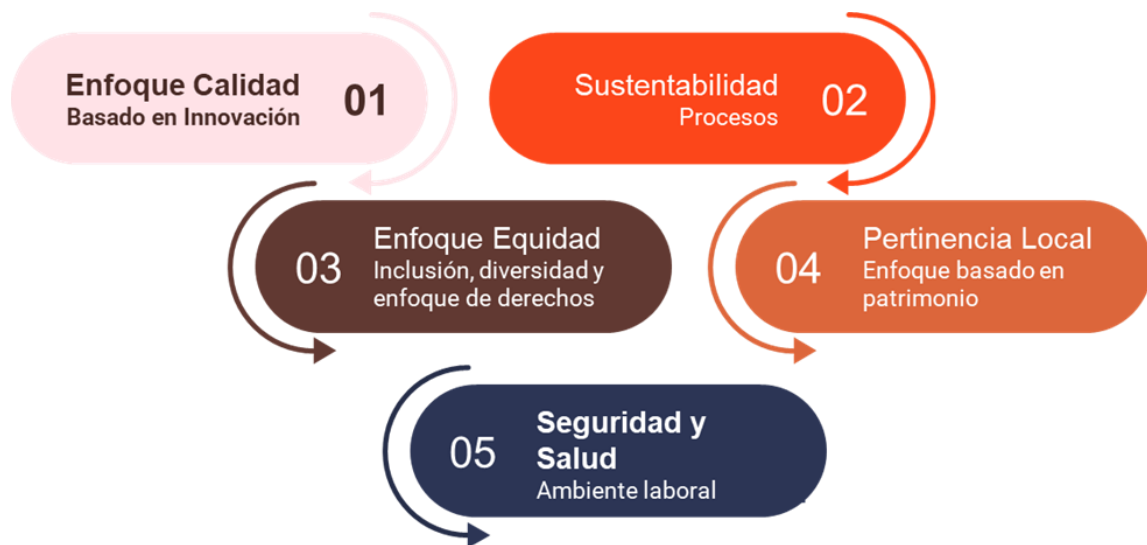 Enfoque Calidad
Basado en Innovación
01
Sustentabilidad
Procesos
02
03
Enfoque Equidad
Inclusión, diversidad y
enfoque de derechos
04
Pertinencia Local
Enfoque basado en
patrimonio
05
Seguridad y
Salud
Ambiente laboral